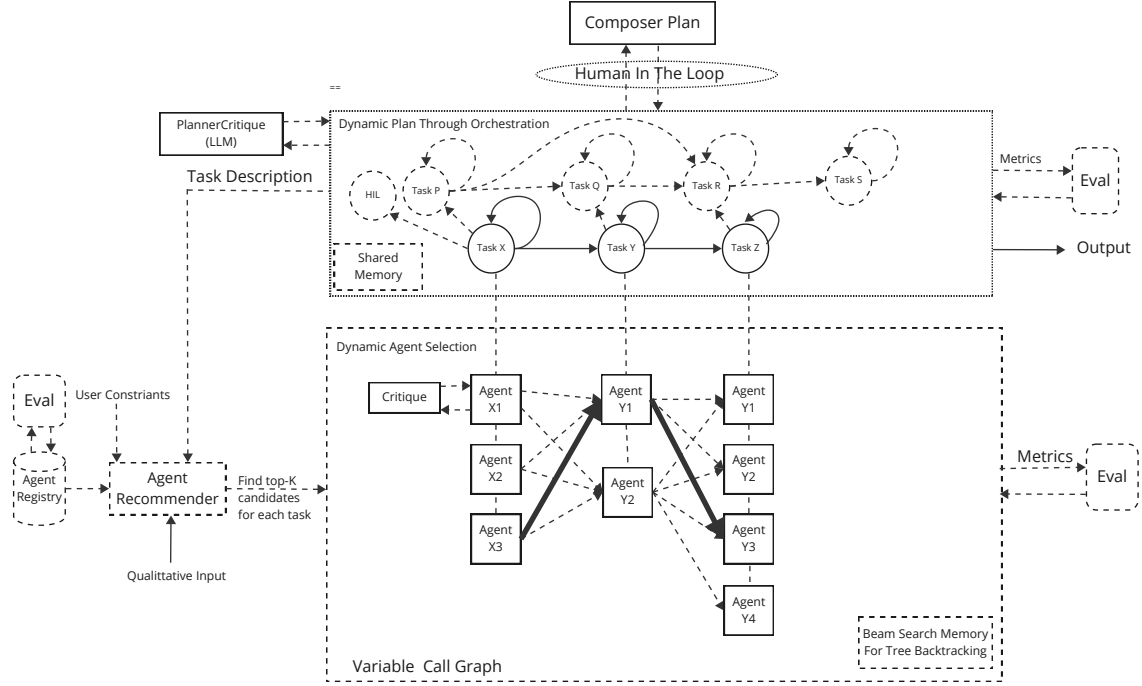 Composer Plan
Human In The Loop
==
PlannerCritique
(LLM)
Dynamic Plan Through Orchestration
Task Description
HIL
Task P
Task Q
Task R
Task S
Metrics
Eval
Task X
Task Y
Task Z
Output
Shared
Memory
Dynamic Agent Selection
Eval
User Constriants
Critique
Agent
X1
Agent
Y1
Agent
Y1
Agent
Registry
Agent
Recommender
Find top-K
candidates
for each task
Agent
X2
Agent
Y2
Agent
Y2
Metrics
Eval
Agent
X3
Agent
Y3
Qualittative Input
Agent
Y4
Beam Search Memory
For Tree Backtracking
Variable Call Graph